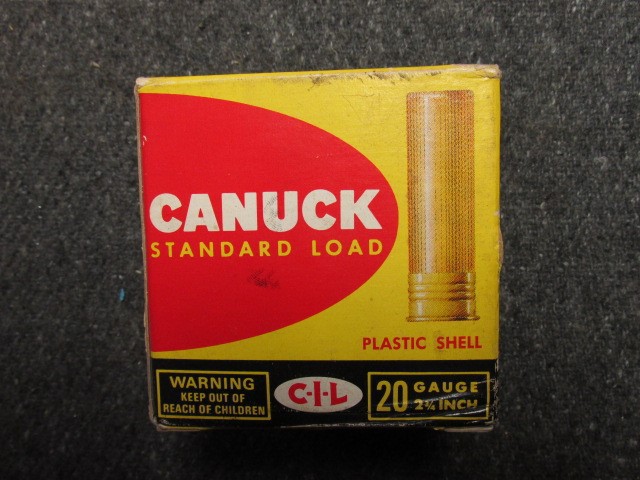 CANUCK
STANDARD LOAD
PLASTIC SHELL
WARNING
KEEP OUT OF
REACH OF CHILDREN
C-I-L
20 GAUGE
2¾ INCH